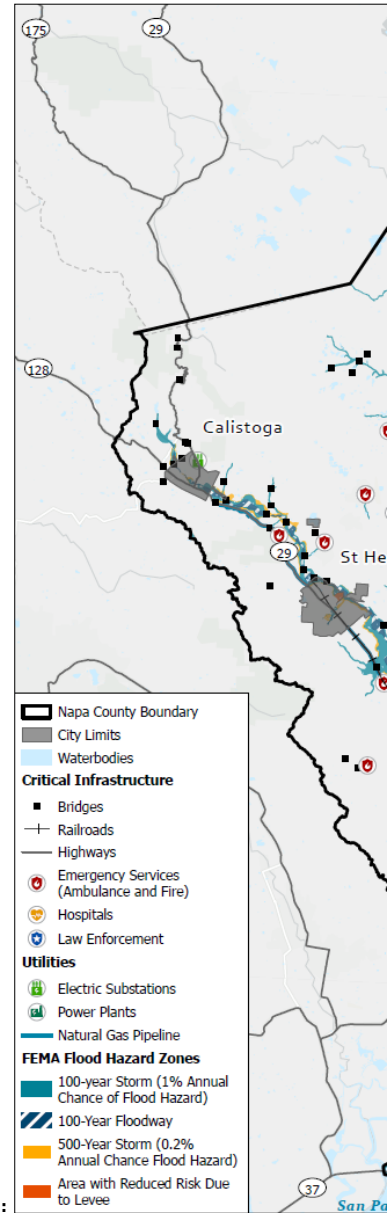 175
29
128
Calistoga
29
St He
Napa County Boundary
City Limits
Waterbodies
Critical Infrastructure
Bridges
Railroads
Highways
Emergency Services
(Ambulance and Fire)
Hospitals
Law Enforcement
Utilities
Electric Substations
Power Plants
Natural Gas Pipeline
FEMA Flood Hazard Zones
100-year Storm (1% Annual
Chance of Flood Hazard)
100-Year Floodway
500-Year Storm (0.2%
Annual Chance Flood Hazard)
Area with Reduced Risk Due
to Levee
37
San Pa
: